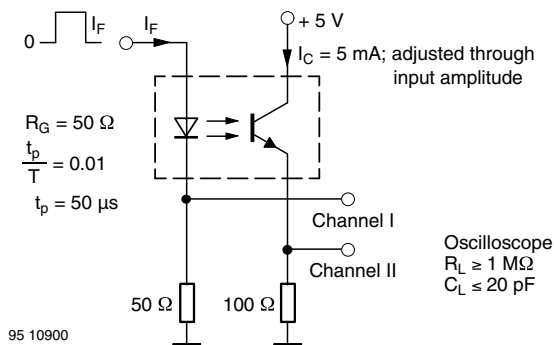 0
I_F
I_F
+ 5 V
I_C = 5 mA; adjusted through
input amplitude
R_G = 50 Ω
t_p
T
= 0.01
t_p = 50 μs
Channel I
Channel II
50 Ω
100 Ω
Oscilloscope
R_L ≥ 1 MΩ
C_L ≤ 20 pF
95 10900